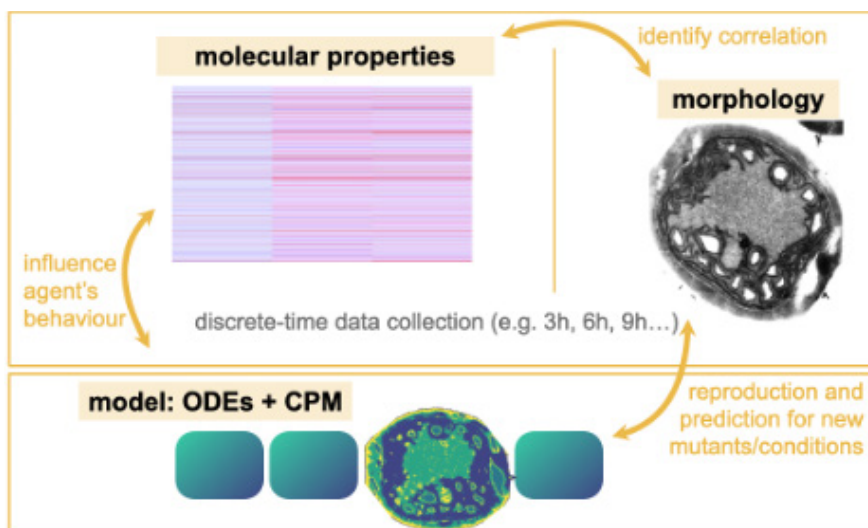 identify correlation
molecular properties
morphology
influence
agent's
behaviour
discrete-time data collection (e.g. 3h, 6h, 9h...)
model: ODEs + CPM
reproduction and
prediction for new
mutants/conditions